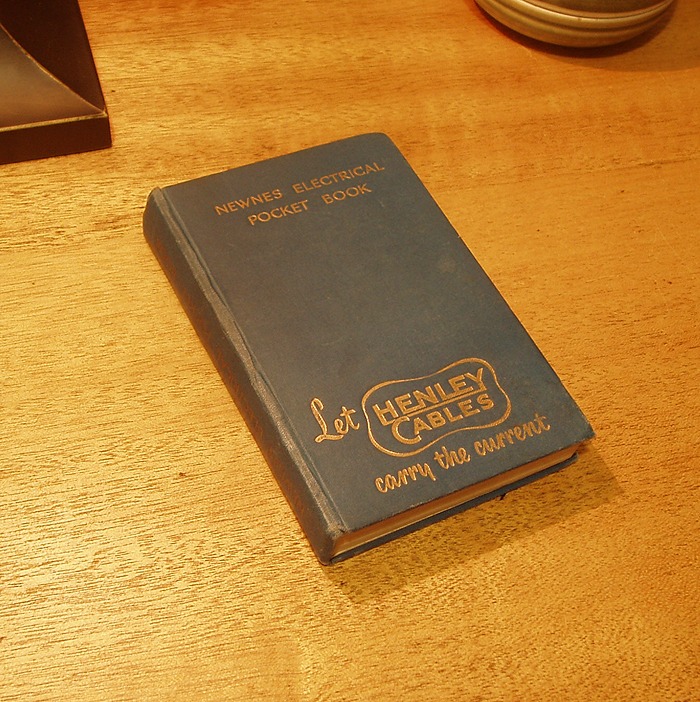 NEWNES ELECTRICAL
POCKET BOOK
Let HENLEY
CABLES
carry the current